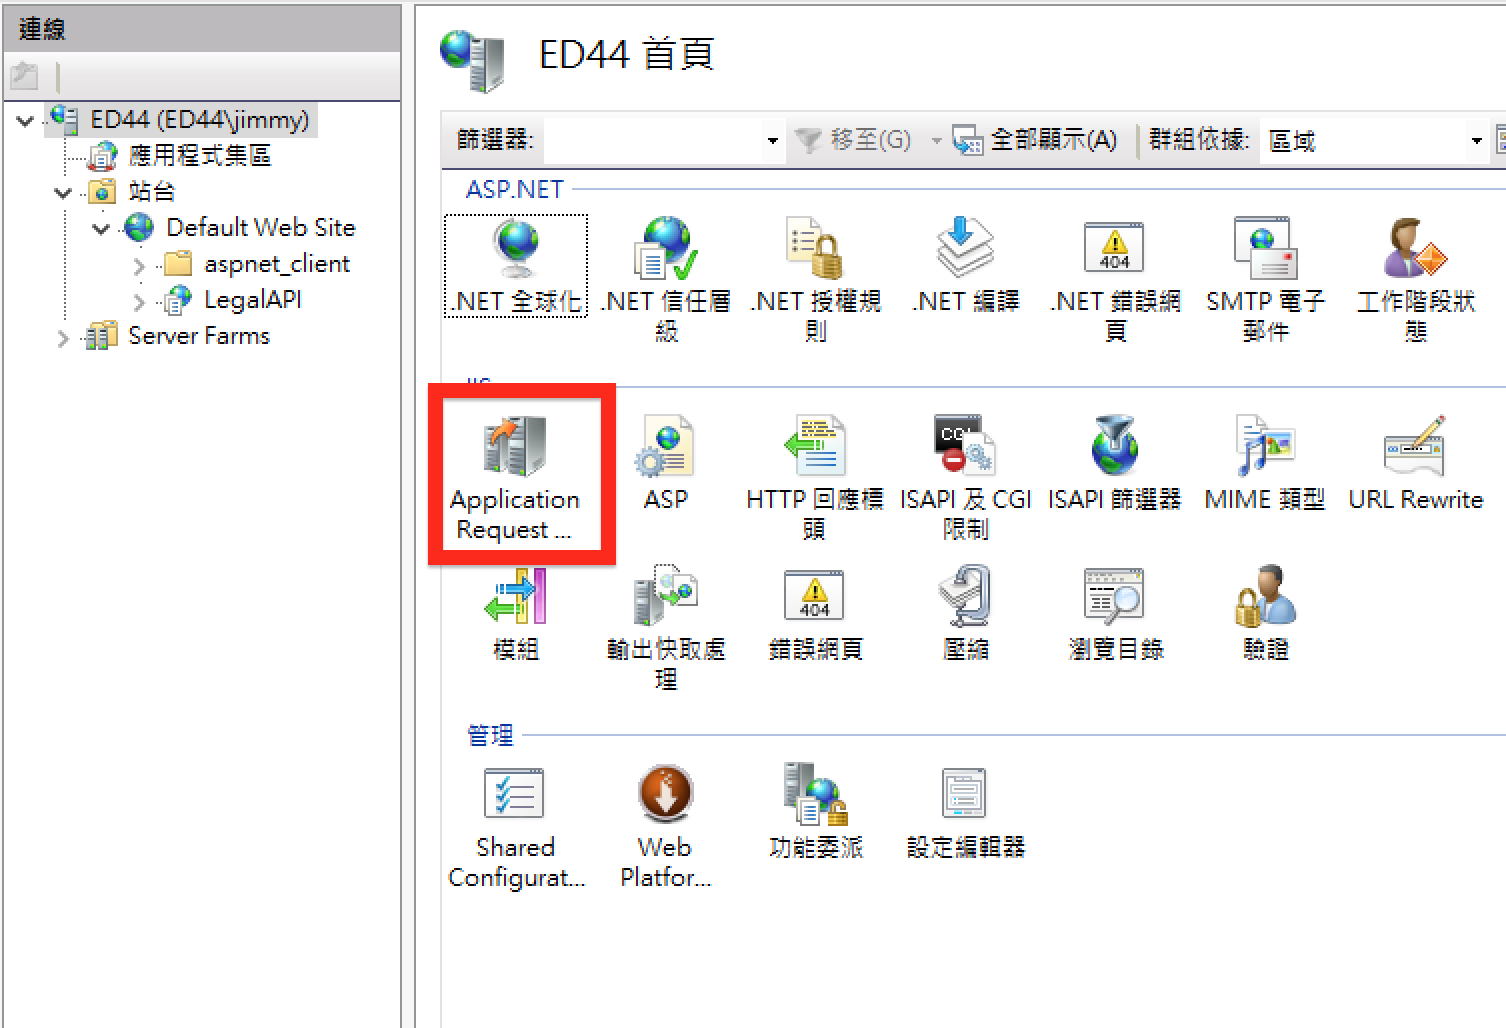 連線
ED44 (ED44\jimmy)
應用程式集區
站台
Default Web Site
aspnet_client
LegalAPI
Server Farms
ED44 首頁
篩選器:
移至(G)
全部顯示(A)
群組依據:
區域
ASP.NET
.NET 全球化
.NET 信任層
級
.NET 授權規
則
.NET 編譯
.NET 錯誤網
頁
SMTP 電子
郵件
工作階段狀
態
Application
Request ...
ASP
HTTP 回應標
頭
ISAPI 及 CGI
限制
ISAPI 篩選器
MIME 類型
URL Rewrite
模組
輸出快取處
理
錯誤網頁
壓縮
瀏覽目錄
驗證
管理
Shared
Configurat...
Web
Platfor...
功能委派
設定編輯器